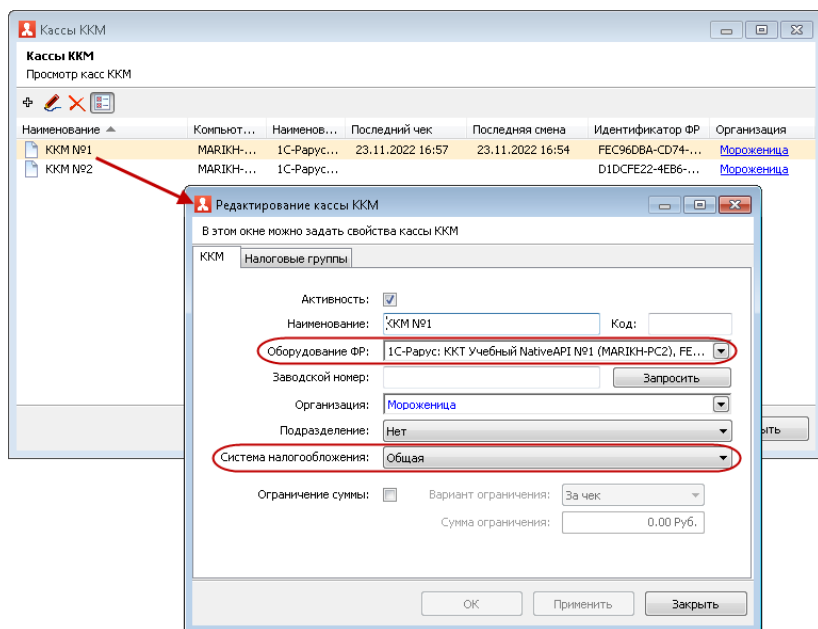 Кассы ККМ
Кассы ККМ
Просмотр касс ККМ
Наименование Компьют... Наименов... Последний чек Последняя смена Идентификатор ФР Организация
ККМ №1 MARIKH-... 1С-Рарус... 23.11.2022 16:57 23.11.2022 16:54 FEC96DBA-CD74-... Мороженица
ККМ №2 MARIKH-... 1С-Рарус... D1DCFE22-4EB6-... Мороженица
Редактирование кассы ККМ
В этом окне можно задать свойства кассы ККМ
ККМ Налоговые группы
Активность:
Наименование: ККМ №1 Код:
Оборудование ФР: 1С-Рарус: ККТ Учебный NativeAPI №1 (MARIKH-PC2), FE...
Заводской номер: Запросить
Организация: Мороженица
Подразделение: Нет
Система налогообложения: Общая
Ограничение суммы: Вариант ограничения: За чек
Сумма ограничения: 0.00 Руб.
ОК Применить Закрыть
ыть